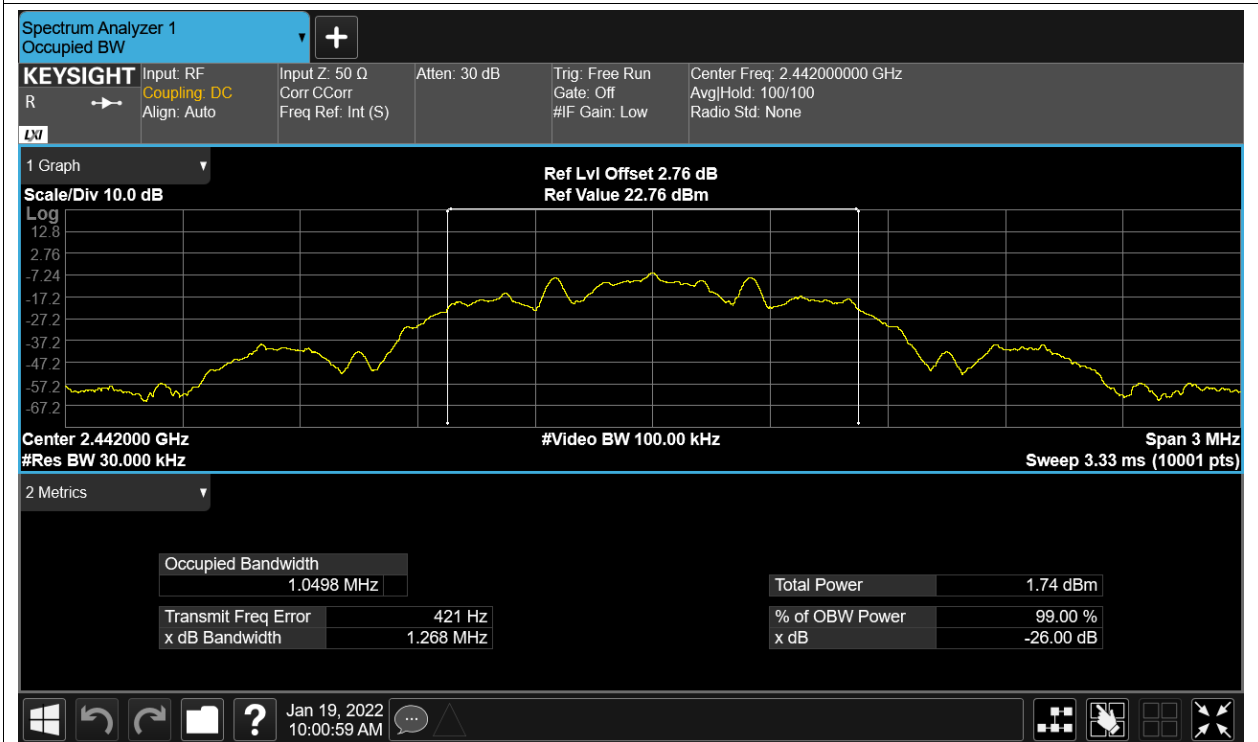 Spectrum Analyzer 1
Occupied BW
KEYSIGHT
R
LXI
Input: RF
Coupling: DC
Align: Auto
Input Z: 50 Ω
Corr CCorr
Freq Ref: Int (S)
Atten: 30 dB
Trig: Free Run
Gate: Off
#IF Gain: Low
Center Freq: 2.442000000 GHz
Avg|Hold: 100/100
Radio Std: None
1 Graph
Scale/Div 10.0 dB
Ref Lvl Offset 2.76 dB
Ref Value 22.76 dBm
Log
12.8
2.76
-7.24
-17.2
-27.2
-37.2
-47.2
-57.2
-67.2
Center 2.442000 GHz
#Res BW 30.000 kHz
#Video BW 100.00 kHz
Span 3 MHz
Sweep 3.33 ms (10001 pts)
2 Metrics
Occupied Bandwidth
1.0498 MHz
Transmit Freq Error 421 Hz
x dB Bandwidth 1.268 MHz
Total Power 1.74 dBm
% of OBW Power 99.00 %
x dB -26.00 dB
?
Jan 19, 2022
10:00:59 AM